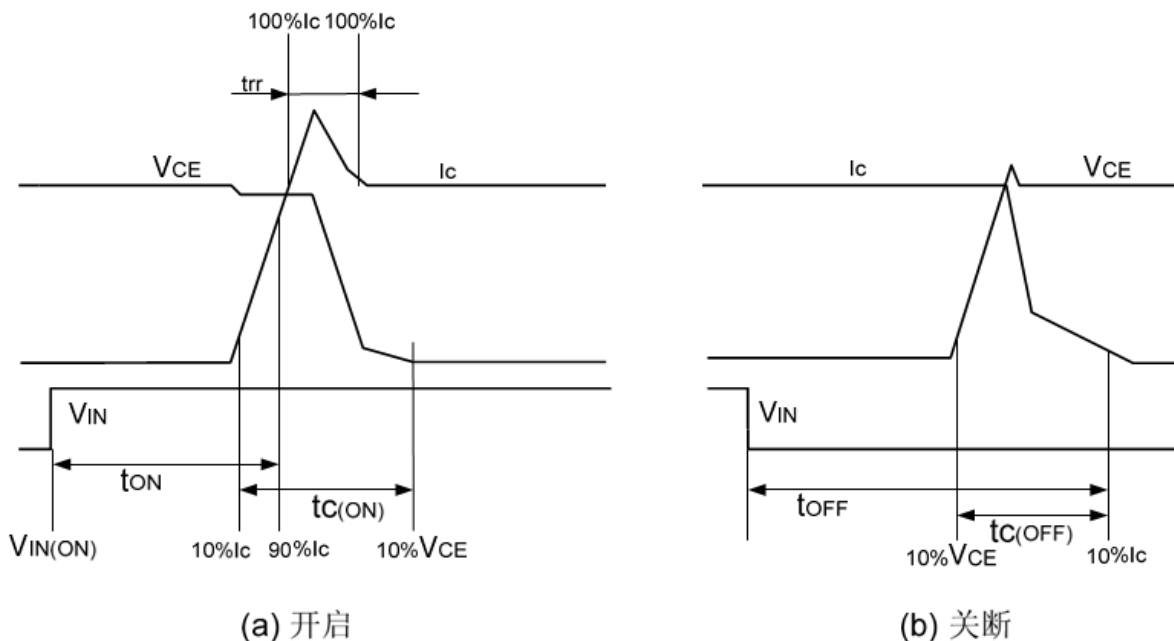 100%Ic 100%Ic
trr
VCE Ic
Ic VCE
VIN
VIN
tON
tC(ON)
tOFF
tC(OFF)
VIN(ON) 10%Ic 90%Ic 10%VCE
10%VCE 10%Ic
(a) 开启
(b) 关断